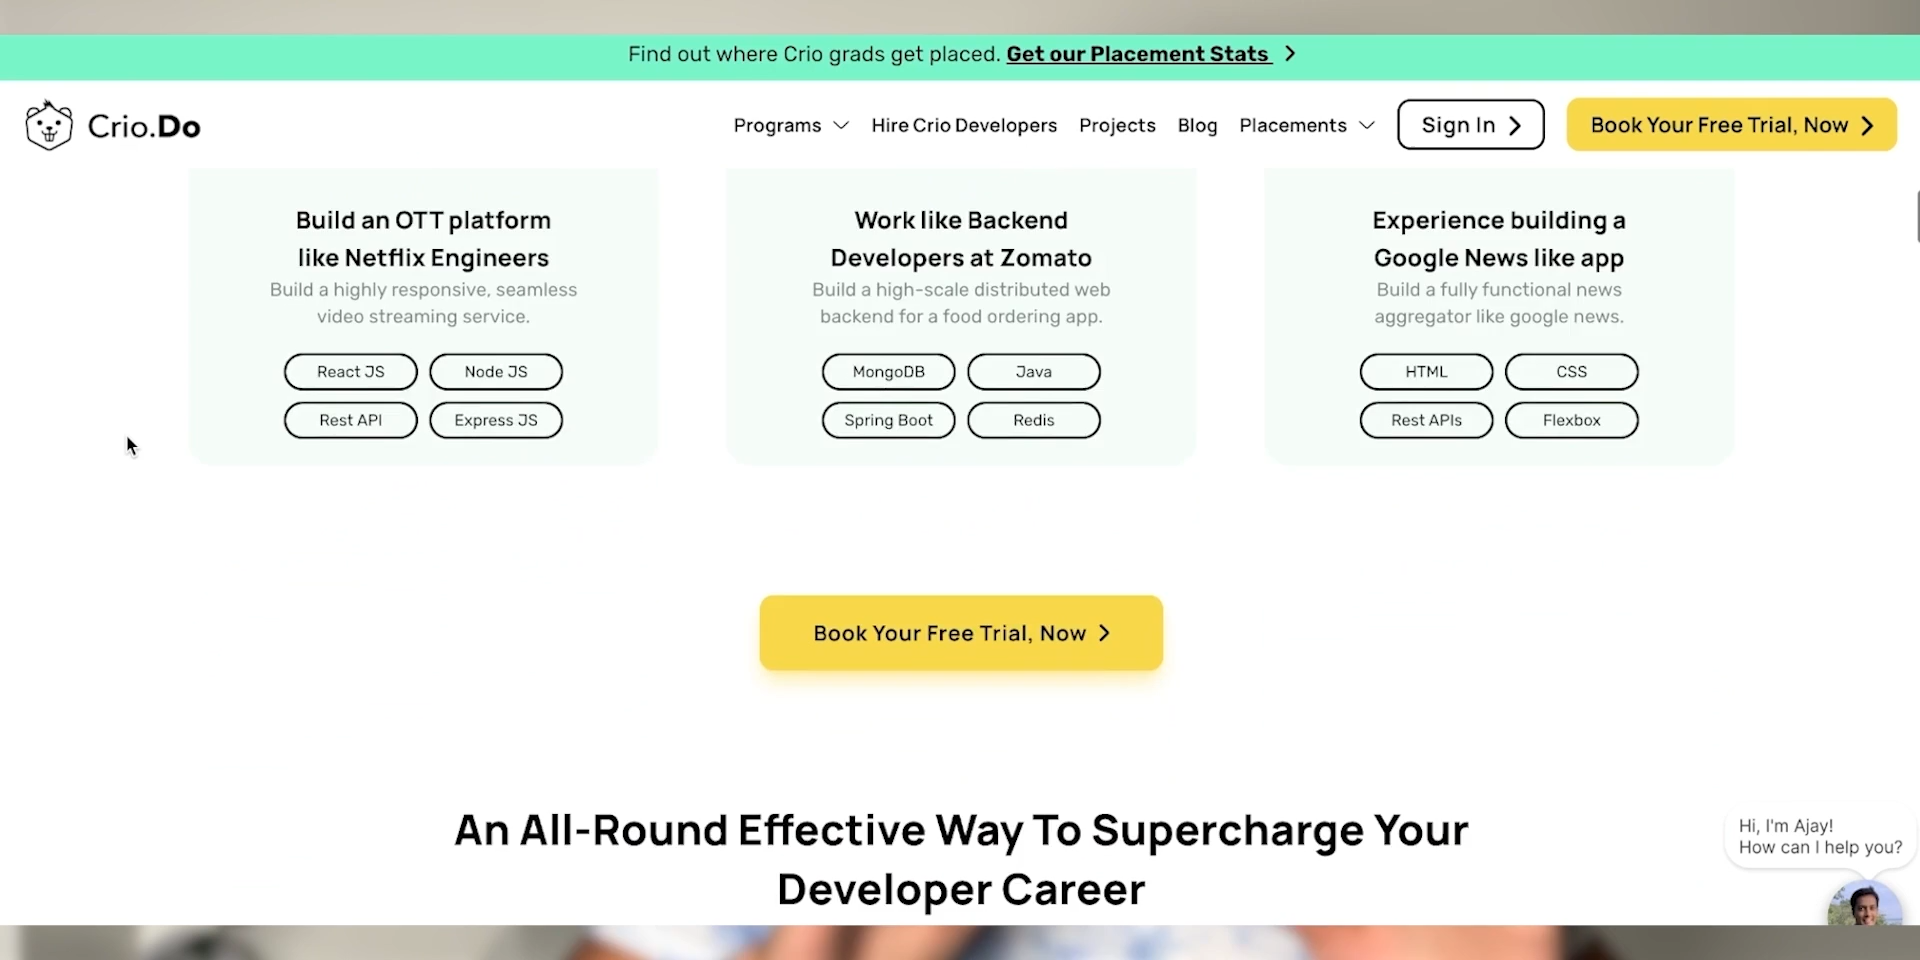 Find out where Crio grads get placed. Get our Placement Stats
Crio.Do
Programs
Hire Crio Developers
Projects
Blog
Placements
Sign In
Book Your Free Trial, Now
Build an OTT platform
like Netflix Engineers
Build a highly responsive, seamless
video streaming service.
React JS
Node JS
Rest API
Express JS
Work like Backend
Developers at Zomato
Build a high-scale distributed web
backend for a food ordering app.
MongoDB
Java
Spring Boot
Redis
Experience building a
Google News like app
Build a fully functional news
aggregator like google news.
HTML
CSS
Rest APIs
Flexbox
Book Your Free Trial, Now
An All-Round Effective Way To Supercharge Your
Developer Career
Hi, I'm Ajay!
How can I help you?